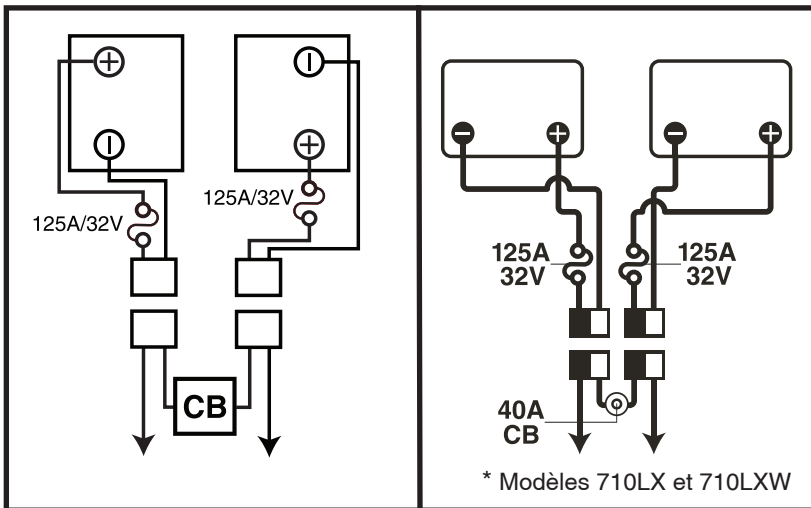 125A/32V
125A/32V
CB
125A
32V
125A
32V
40A
CB
* Modèles 710LX et 710LXW